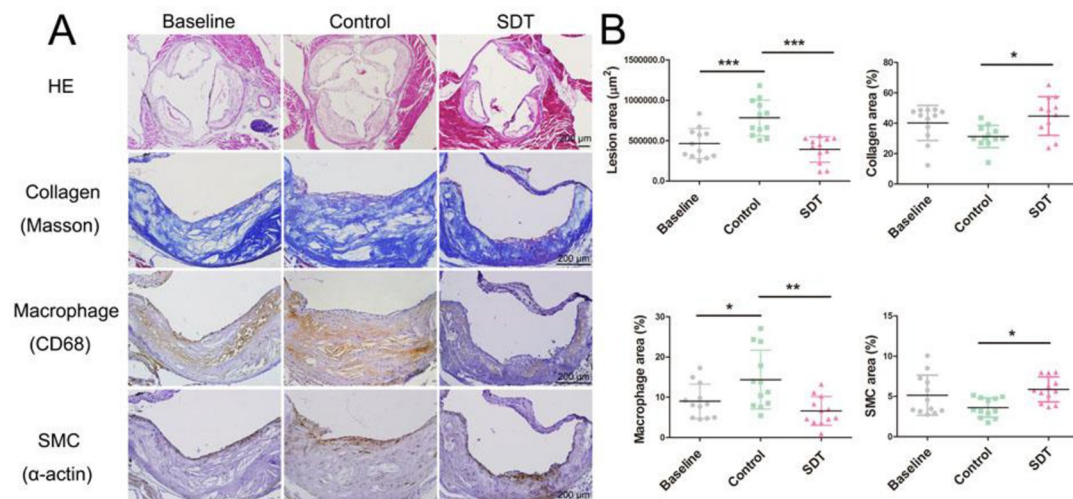 A
Baseline
Control
SDT
HE
200 μm
Collagen
(Masson)
200 μm
Macrophage
(CD68)
200 μm
SMC
(α-actin)
200 μm
B
Lesion area (μm²)
1500000.0
1000000.0
500000.0
0.0
***
***
Baseline
Control
SDT
Collagen area (%)
80
60
40
20
0
*
Baseline
Control
SDT
Macrophage area (%)
30
20
10
0
*
**
Baseline
Control
SDT
SMC area (%)
15
10
5
0
*
Baseline
Control
SDT